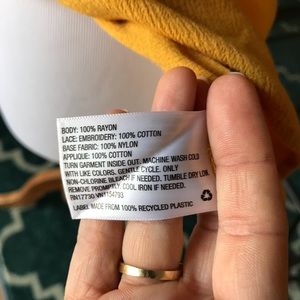 BODY: 100% RAYON
LACE: EMBROIDERY: 100% COTTON
BASE FABRIC: 100% NYLON
APPLIQUE: 100% COTTON
TURN GARMENT INSIDE OUT. MACHINE WASH COLD
WITH LIKE COLORS. GENTLE CYCLE. ONLY
NON-CHLORINE BLEACH IF NEEDED. TUMBLE DRY LOW.
REMOVE PROMPTLY. COOL IRON IF NEEDED.
RN17730 VN1154793
LABEL MADE FROM 100% RECYCLED PLASTIC